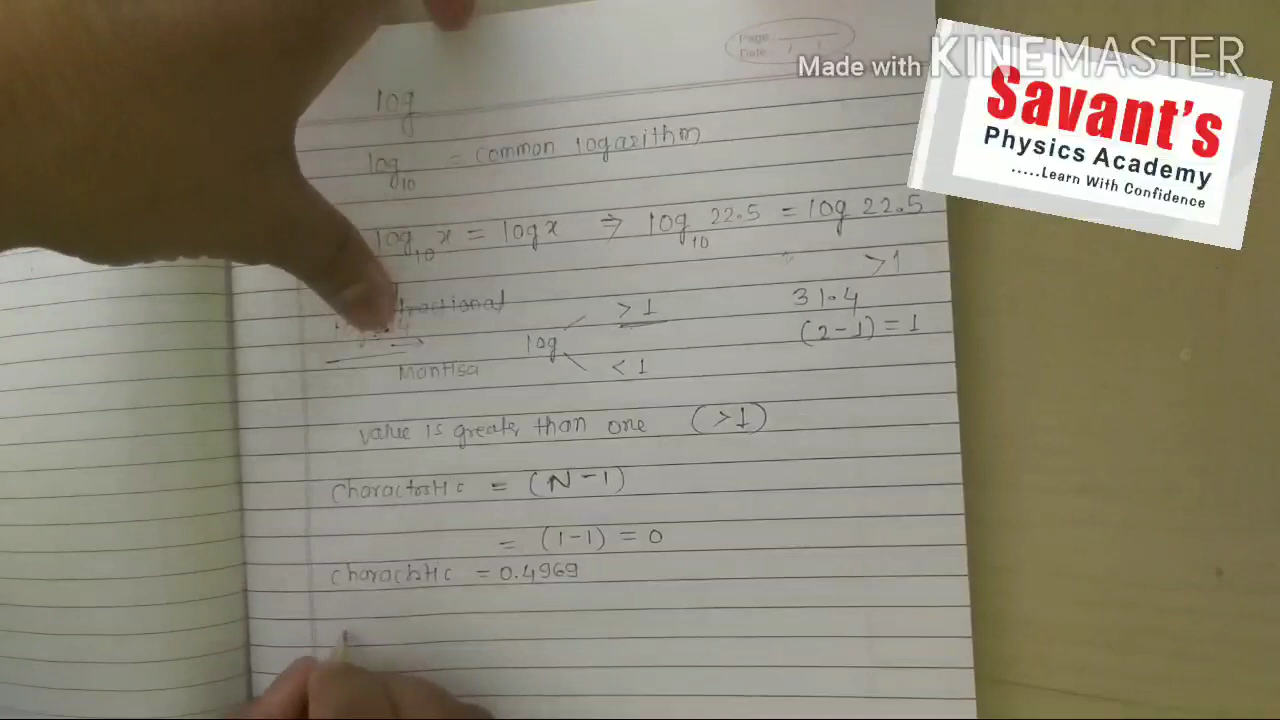 Page
Date
Made with KINEMASTER
Savant's
Physics Academy
.....Learn With Confidence
log
log10 = Common logarithm
log10 x = log x ⇒ log10 22.5 = log 22.5
>1
fractional
> 1
31.4
log
(2-1) = 1
Mantisa
< 1
value is greater than one (>1)
= (N-1)
= (1-1) = 0
= 0.4969